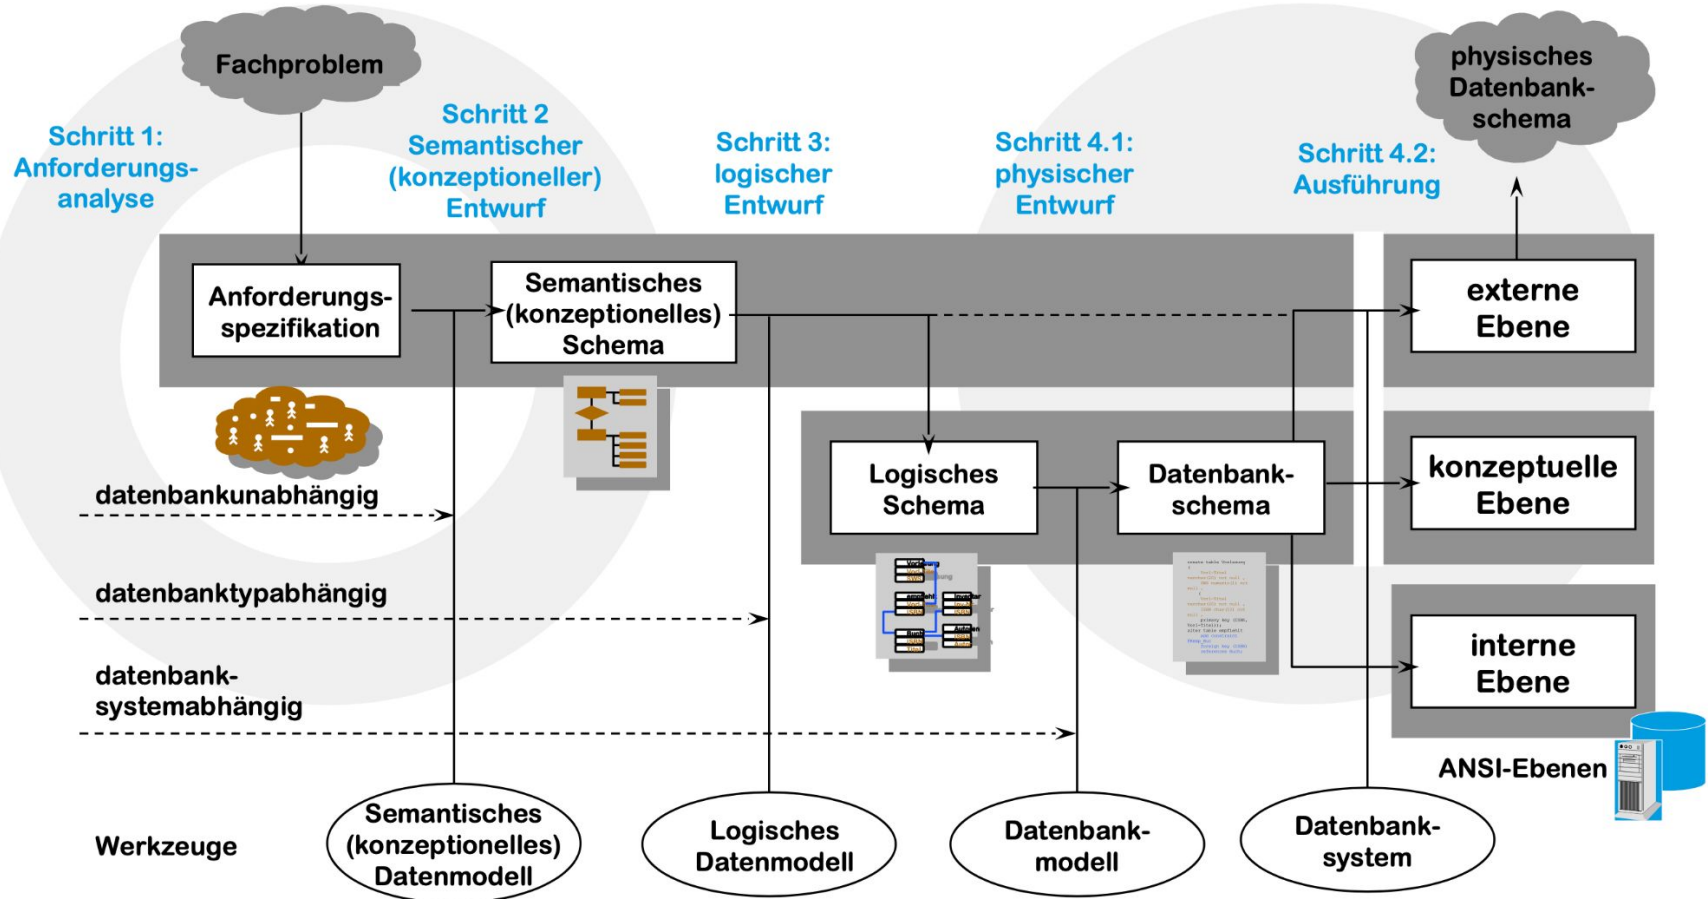 Fachproblem
physisches
Datenbank-
schema
Schritt 1:
Anforderungs-
analyse
Schritt 2
Semantischer
(konzeptioneller)
Entwurf
Schritt 3:
logischer
Entwurf
Schritt 4.1:
physischer
Entwurf
Schritt 4.2:
Ausführung
Anforderungs-
spezifikation
Semantisches
(konzeptionelles)
Schema
externe
Ebene
Logisches
Schema
Datenbank-
schema
konzeptuelle
Ebene
datenbankunabhängig
datenbanktypabhängig
datenbank-
systemabhängig
interne
Ebene
ANSI-Ebenen
Werkzeuge
Semantisches
(konzeptionelles)
Datenmodell
Logisches
Datenmodell
Datenbank-
modell
Datenbank-
system